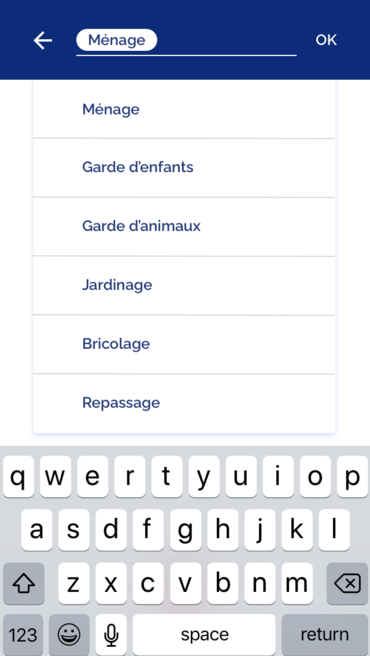 Ménage OK
Ménage
Garde d'enfants
Garde d'animaux
Jardinage
Bricolage
Repassage
q w e r t y u i o p
a s d f g h j k l
z x c v b n m
123 space return